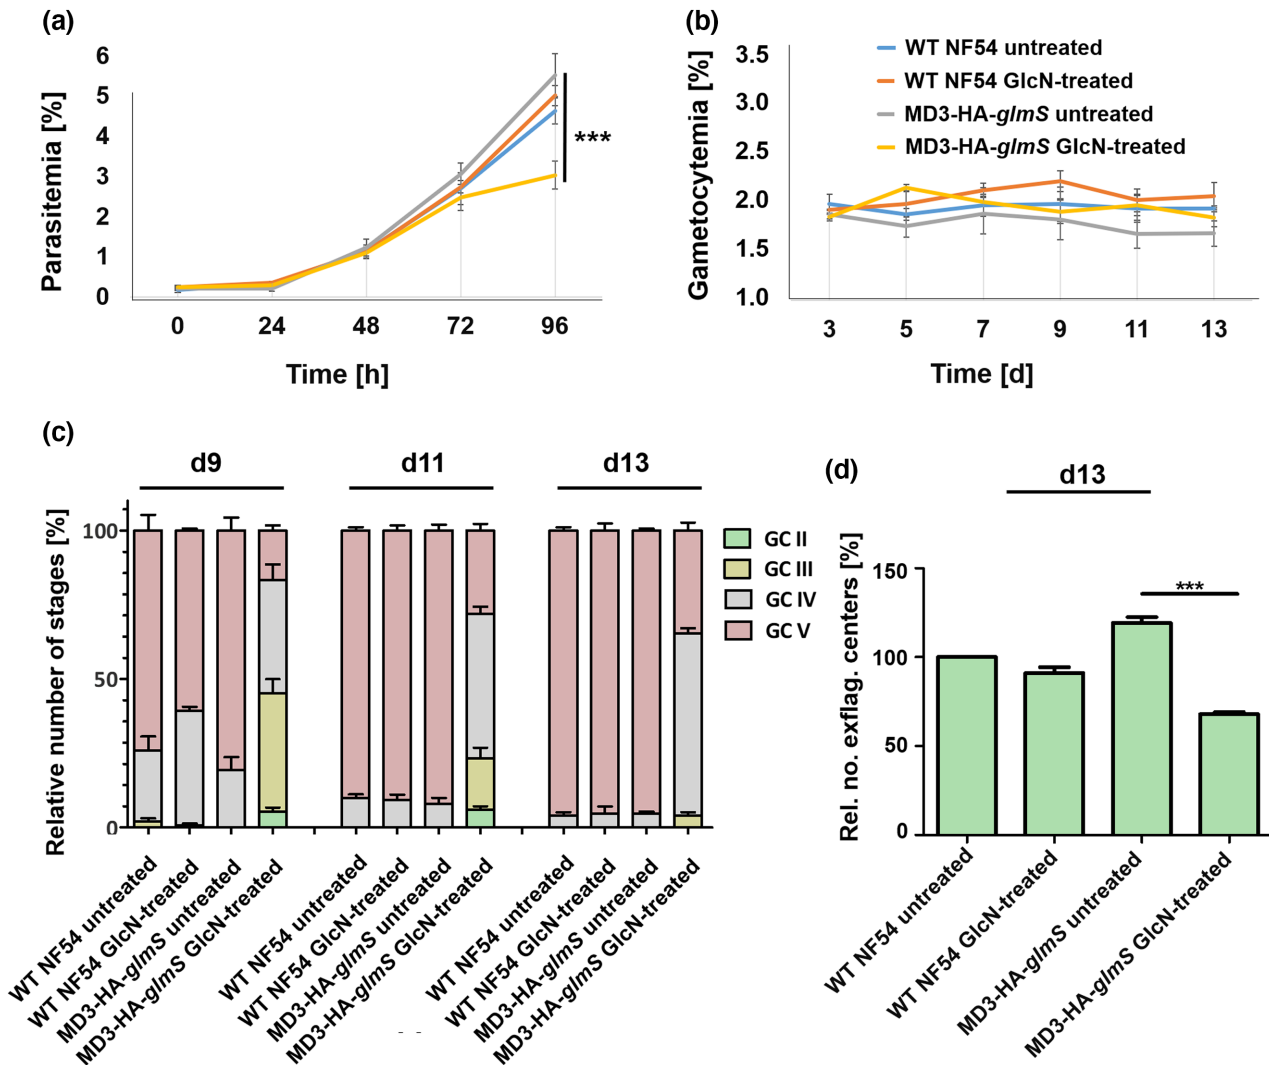 (a)
Parasitemia [%]
6
5
4
3
2
1
0
0 24 48 72 96
Time [h]
***
(b)
Gametocytemia [%]
3.5
3.0
2.5
2.0
1.5
1.0
3 5 7 9 11 13
Time [d]
WT NF54 untreated
WT NF54 GlcN-treated
MD3-HA-glmS untreated
MD3-HA-glmS GlcN-treated
(c)
d9 d11 d13
Relative number of stages [%]
100
50
0
GC II
GC III
GC IV
GC V
WT NF54 untreated
WT NF54 GlcN-treated
MD3-HA-glmS untreated
MD3-HA-glmS GlcN-treated
WT NF54 untreated
WT NF54 GlcN-treated
MD3-HA-glmS untreated
MD3-HA-glmS GlcN-treated
WT NF54 untreated
WT NF54 GlcN-treated
MD3-HA-glmS untreated
MD3-HA-glmS GlcN-treated
(d)
d13
Rel. no. exflag. centers [%]
150
100
50
0
***
WT NF54 untreated
WT NF54 GlcN-treated
MD3-HA-glmS untreated
MD3-HA-glmS GlcN-treated